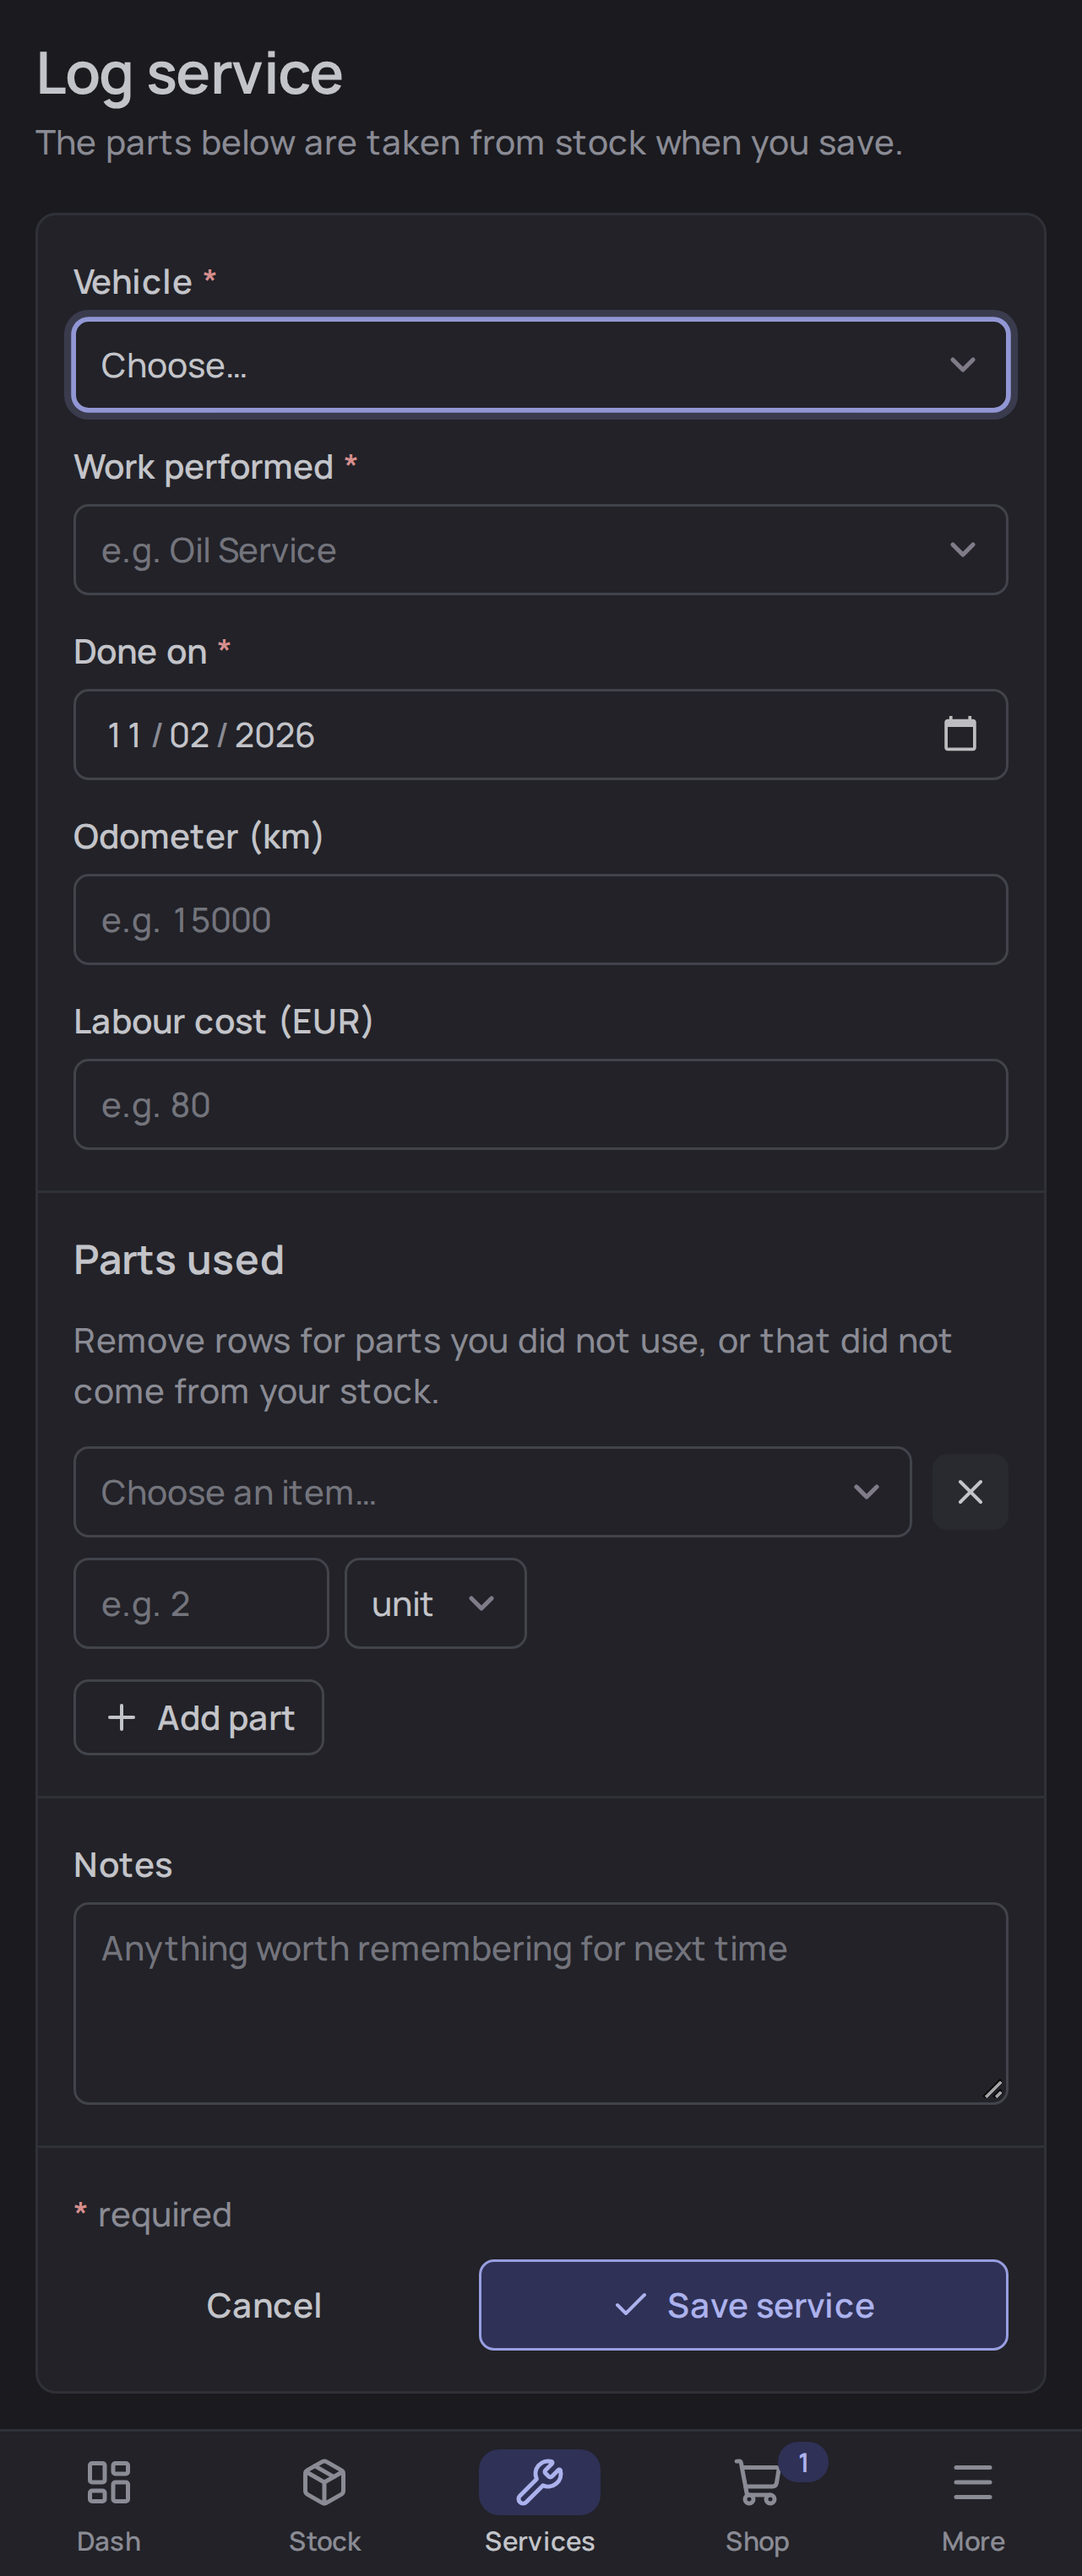 Log service
The parts below are taken from stock when you save.
Vehicle *
Choose...
Work performed *
e.g. Oil Service
Done on *
11 / 02 / 2026
Odometer (km)
e.g. 15000
Labour cost (EUR)
e.g. 80
Parts used
Remove rows for parts you did not use, or that did not
come from your stock.
Choose an item...
e.g. 2
unit
Add part
Notes
Anything worth remembering for next time
* required
Cancel
Save service
1
Dash
Stock
Services
Shop
More